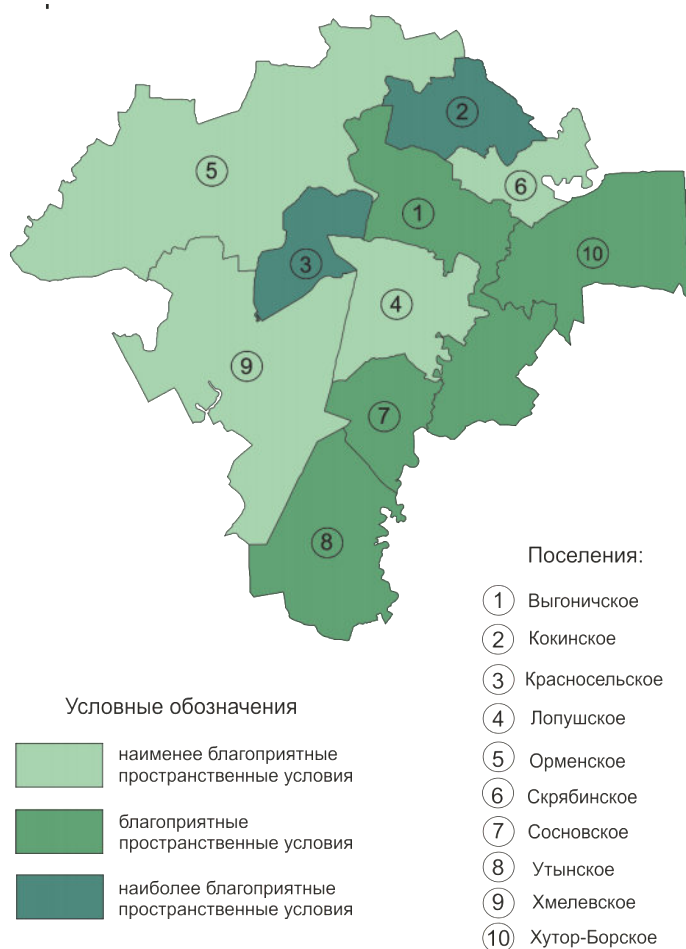 2
5
6
1
10
3
4
9
7
8
Поселения:
1 Выгоничское
2 Кокинское
3 Красносельское
4 Лопушское
5 Орменское
6 Скрябинское
7 Сосновское
8 Утынское
9 Хмелевское
10 Хутор-Борское
Условные обозначения
наименее благоприятные
пространственные условия
благоприятные
пространственные условия
наиболее благоприятные
пространственные условия